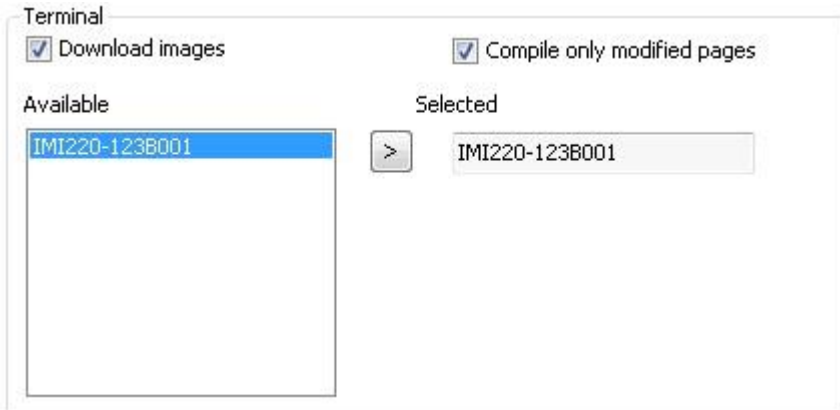 Terminal
Download images
Compile only modified pages
Available
Selected
IMI220-123B001
>
IMI220-123B001